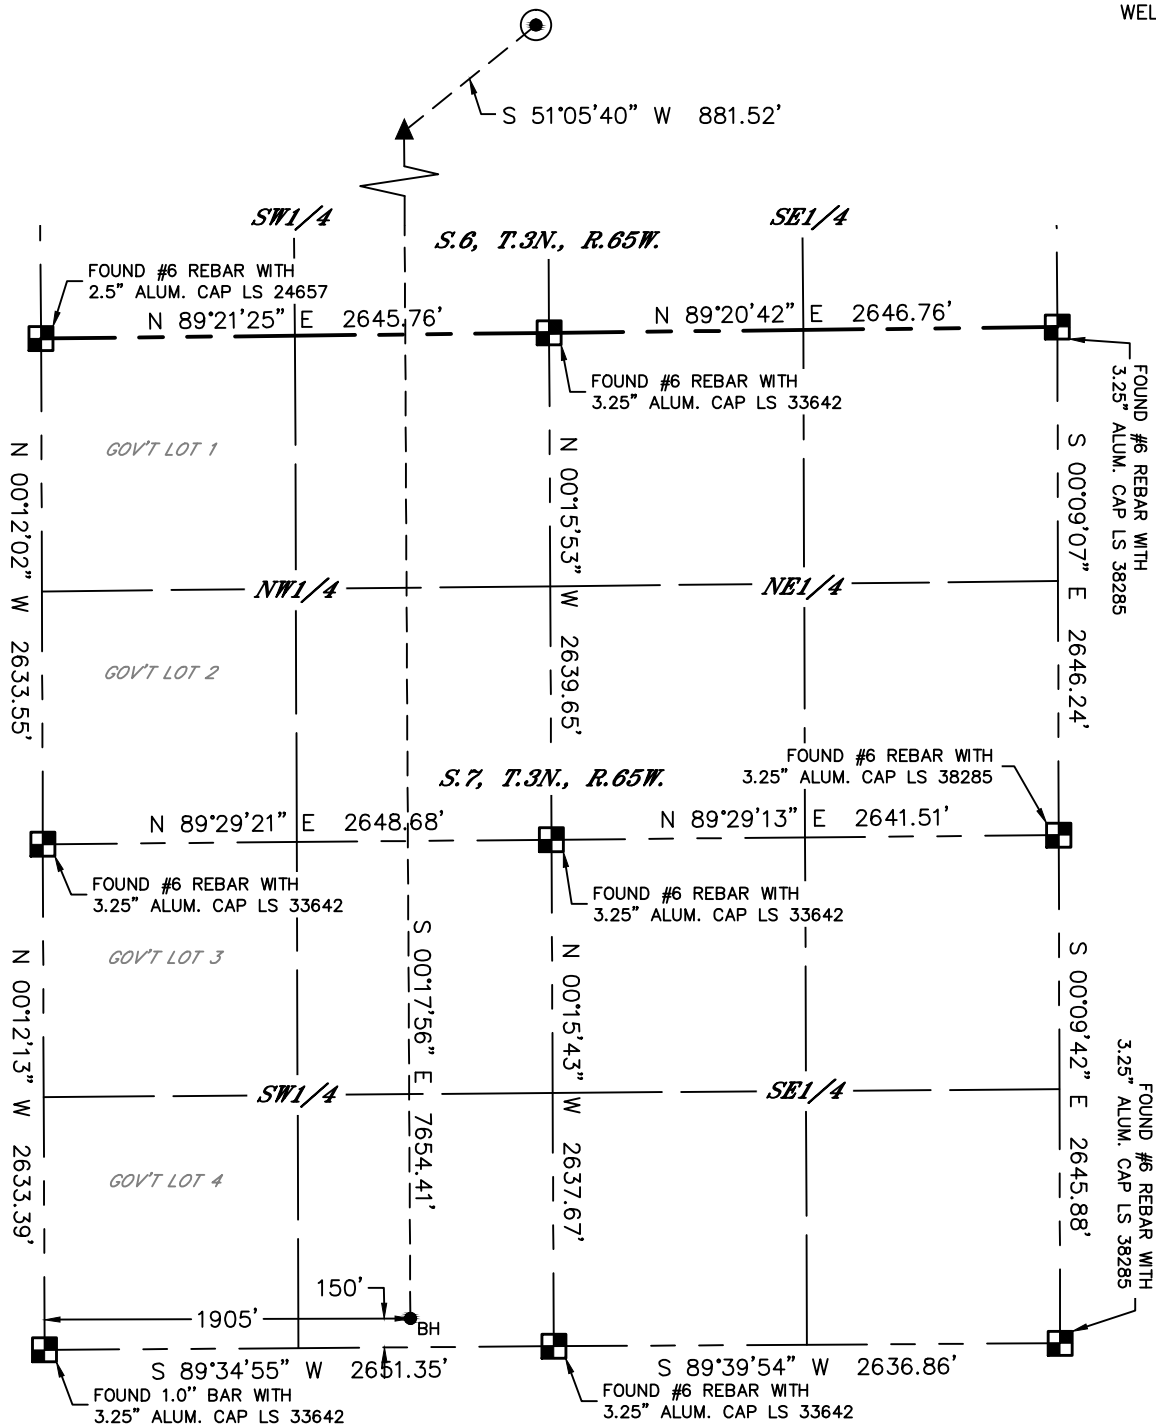 WEL
S 51°05'40" W 881.52'
SW1/4
SE1/4
S.6, T.3N., R.65W.
FOUND #6 REBAR WITH
2.5" ALUM. CAP LS 24657
N 89°21'25" E 2645.76'
N 89°20'42" E 2646.76'
FOUND #6 REBAR WITH
3.25" ALUM. CAP LS 33642
FOUND #6 REBAR WITH
3.25" ALUM. CAP LS 38285
GOV'T LOT 1
N 00°12'02" W 2633.55'
N 00°15'53" W 2639.65'
S 00°09'07" E 2646.24'
NW1/4
NE1/4
GOV'T LOT 2
FOUND #6 REBAR WITH
3.25" ALUM. CAP LS 38285
S.7, T.3N., R.65W.
N 89°29'21" E 2648.68'
N 89°29'13" E 2641.51'
FOUND #6 REBAR WITH
3.25" ALUM. CAP LS 33642
FOUND #6 REBAR WITH
3.25" ALUM. CAP LS 33642
GOV'T LOT 3
N 00°12'13" W 2633.39'
S 00°17'56" E 7654.41'
N 00°15'43" W 2637.67'
S 00°09'42" E 2645.88'
FOUND #6 REBAR WITH
3.25" ALUM. CAP LS 38285
SW1/4
SE1/4
GOV'T LOT 4
150'
1905'
BH
S 89°34'55" W 2651.35'
S 89°39'54" W 2636.86'
FOUND 1.0" BAR WITH
3.25" ALUM. CAP LS 33642
FOUND #6 REBAR WITH
3.25" ALUM. CAP LS 33642